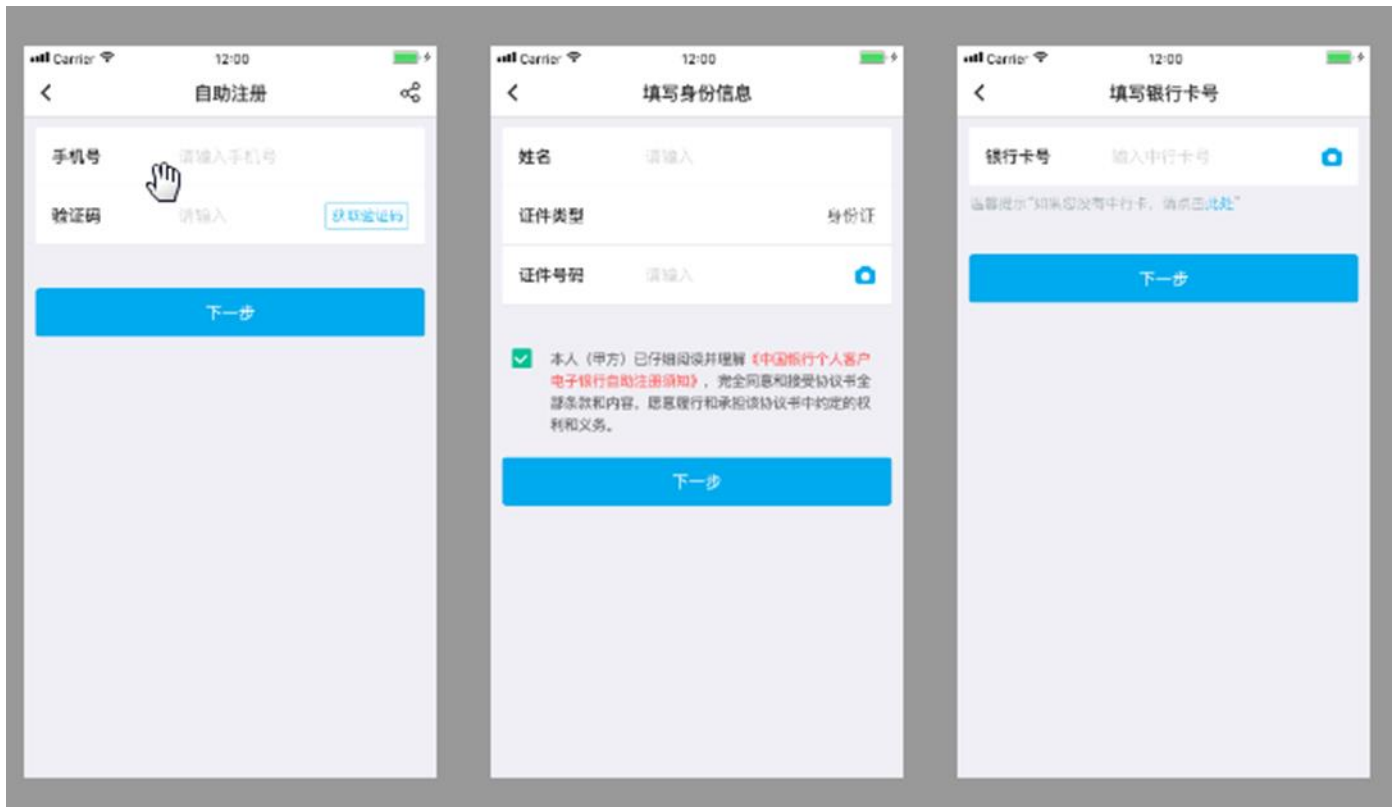 Carrier 12:00
自助注册
手机号 请输入手机号
验证码 请输入 获取验证码
下一步
Carrier 12:00
填写身份信息
姓名 请输入
证件类型 身份证
证件号码 请输入
本人（甲方）已仔细阅读并理解《中国银行个人客户
电子银行自助注册须知》，完全同意和接受协议书全
部条款和内容，愿意履行和承担该协议书中约定的权
利和义务。
下一步
Carrier 12:00
填写银行卡号
银行卡号 输入中行卡号
温馨提示“如果您没有中行卡，请点击此处”
下一步